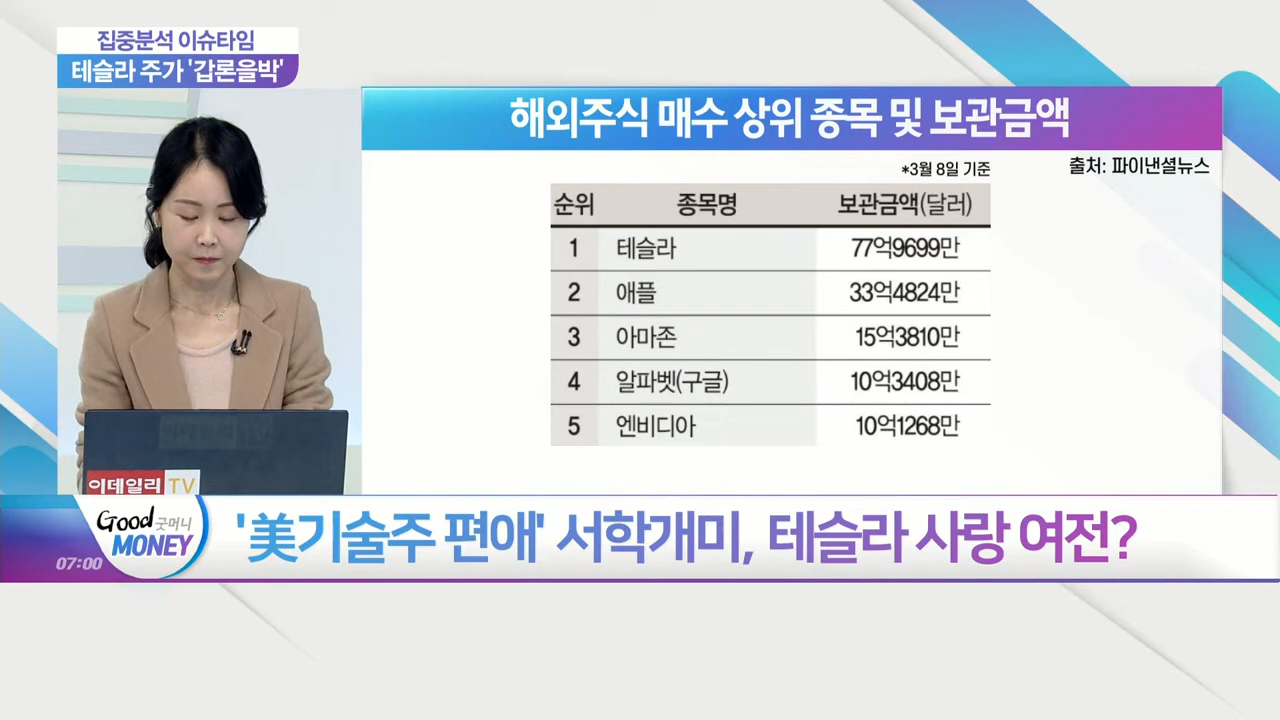 집중분석 이슈타임
테슬라 주가 '갑론을박'
해외주식 매수 상위 종목 및 보관금액
*3월 8일 기준
출처: 파이낸셜뉴스
순위 종목명 보관금액(달러)
1 테슬라 77억9699만
2 애플 33억4824만
3 아마존 15억3810만
4 알파벳(구글) 10억3408만
5 엔비디아 10억1268만
이데일리 TV
Good 굿머니
MONEY
07:00
'美기술주 편애' 서학개미, 테슬라 사랑 여전?